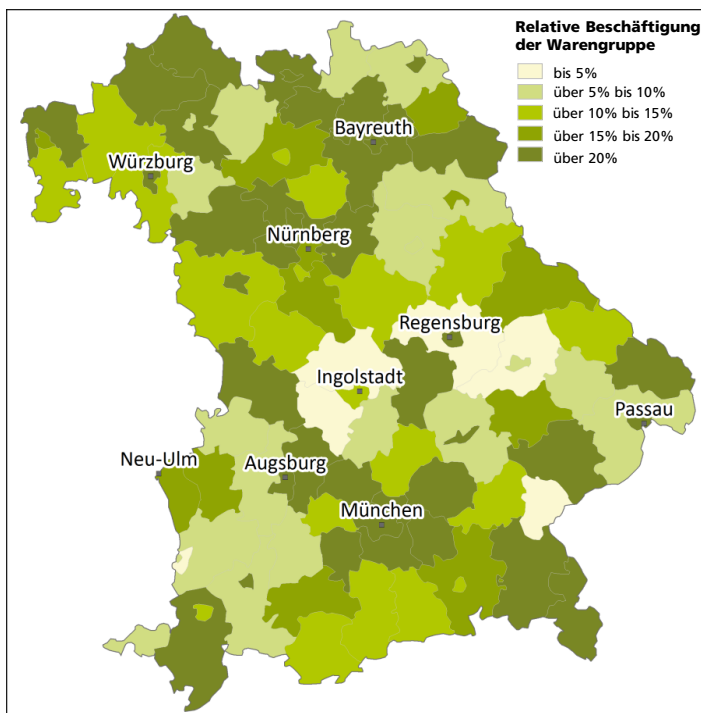 Relative Beschäftigung
der Warengruppe
bis 5%
über 5% bis 10%
über 10% bis 15%
über 15% bis 20%
über 20%
Bayreuth
Würzburg
Nürnberg
Regensburg
Ingolstadt
Passau
Neu-Ulm
Augsburg
München